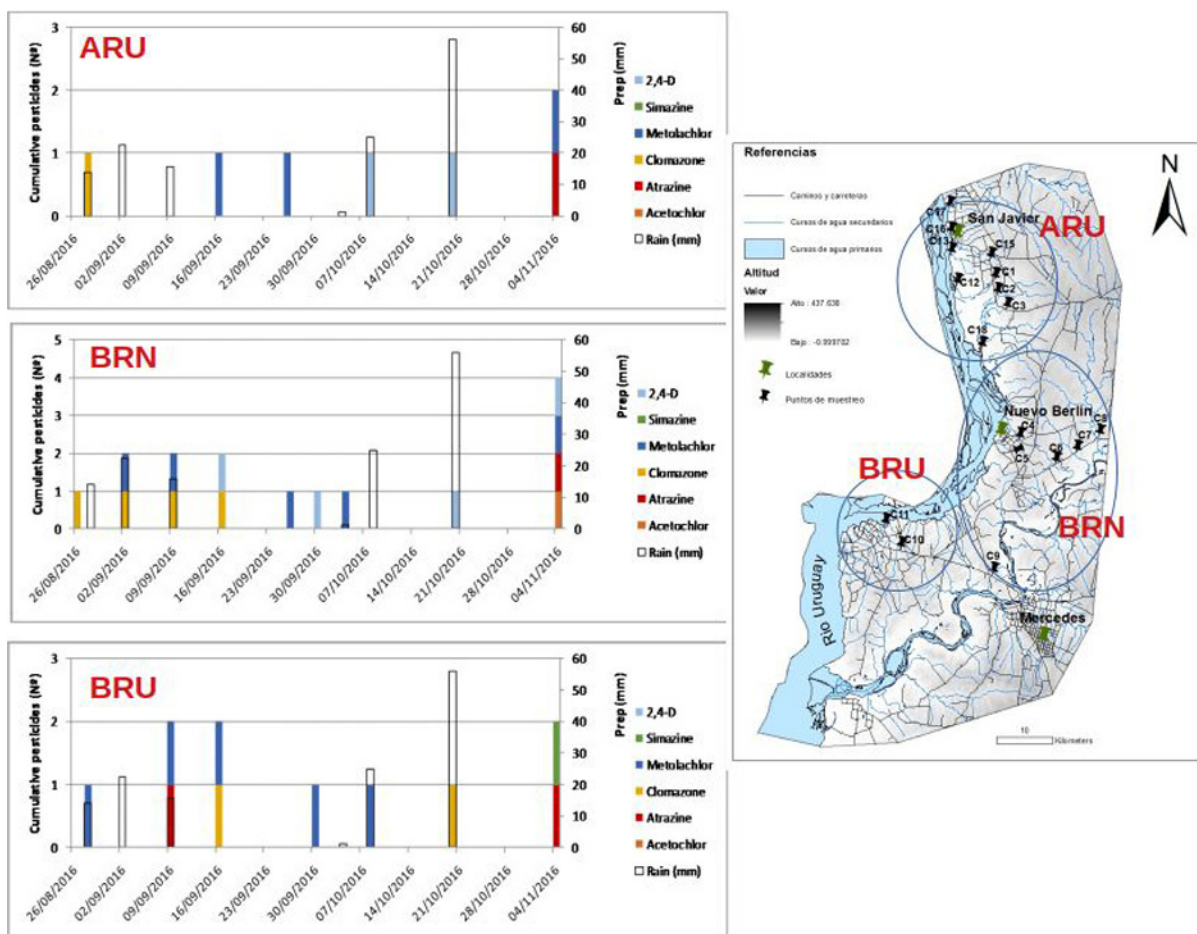 ARU
Cumulative pesticides (Nº)
3
2
1
0
60
50
40
30
20
10
0
Prep (mm)
2,4-D
Simazine
Metolachlor
Clomazone
Atrazine
Acetochlor
Rain (mm)
26/08/2016
02/09/2016
09/09/2016
16/09/2016
23/09/2016
30/09/2016
07/10/2016
14/10/2016
21/10/2016
28/10/2016
04/11/2016
BRN
Cumulative pesticides (Nº)
5
4
3
2
1
0
60
50
40
30
20
10
0
Prep (mm)
2,4-D
Simazine
Metolachlor
Clomazone
Atrazine
Acetochlor
Rain (mm)
26/08/2016
02/09/2016
09/09/2016
16/09/2016
23/09/2016
30/09/2016
07/10/2016
14/10/2016
21/10/2016
28/10/2016
04/11/2016
BRU
Cumulative pesticides (Nº)
3
2
1
0
60
50
40
30
20
10
0
Prep (mm)
2,4-D
Simazine
Metolachlor
Clomazone
Atrazine
Acetochlor
Rain (mm)
26/08/2016
02/09/2016
09/09/2016
16/09/2016
23/09/2016
30/09/2016
07/10/2016
14/10/2016
21/10/2016
28/10/2016
04/11/2016
Referencias
Caminos y carreteras
Cursos de agua secundarios
Cursos de agua primarios
Altitud
Valor
Alto : 437.638
Bajo : -0.999702
Localidades
Puntos de muestreo
N
C17
San Javier
C16
C13
ARU
C15
C12
C1
C2
C3
C18
Nuevo Berlin
C4
C8
C7
C5
C6
BRU
C11
C10
BRN
C9
Río Uruguay
Mercedes
10
Kilometers